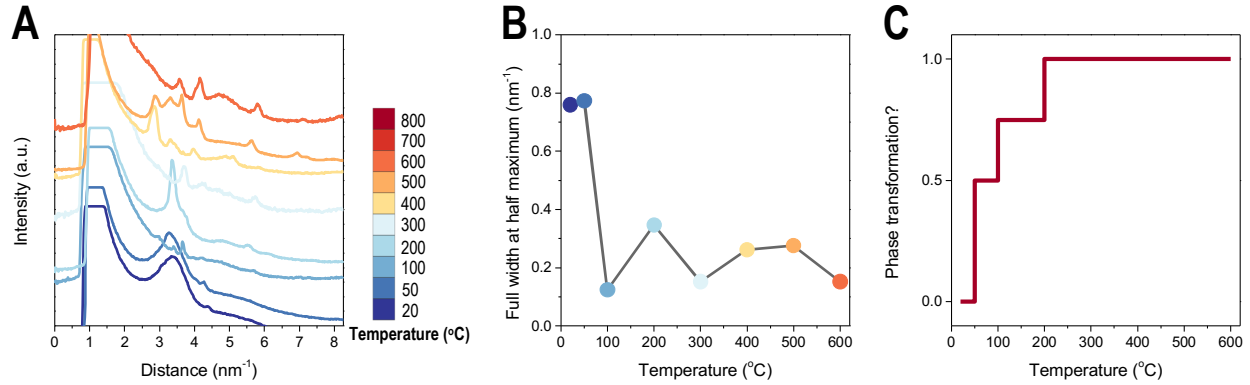 A
Intensity (a.u.)
0 1 2 3 4 5 6 7 8
Distance (nm-1)
800
700
600
500
400
300
200
100
50
20
Temperature (oC)
B
Full width at half maximum (nm-1)
1.0
0.8
0.6
0.4
0.2
0.0
100 200 300 400 500 600
Temperature (oC)
C
Phase transformation?
1.0
0.5
0.0
0 100 200 300 400 500 600
Temperature (oC)